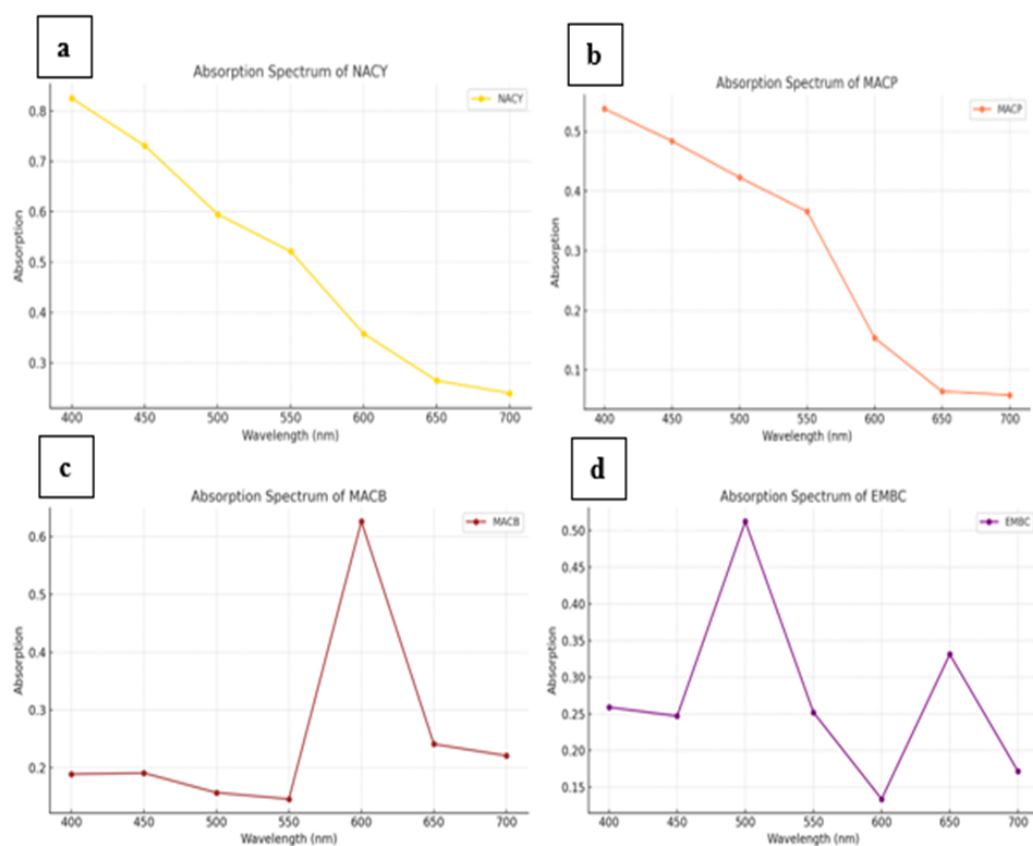 a
Absorption Spectrum of NACY
NACY
0.8
0.7
0.6
0.5
0.4
0.3
Absorption
400 450 500 550 600 650 700
Wavelength (nm)
b
Absorption Spectrum of MACP
MACP
0.5
0.4
0.3
0.2
0.1
Absorption
400 450 500 550 600 650 700
Wavelength (nm)
c
Absorption Spectrum of MACB
MACB
0.6
0.5
0.4
0.3
0.2
Absorption
400 450 500 550 600 650 700
Wavelength (nm)
d
Absorption Spectrum of EMBC
EMBC
0.50
0.45
0.40
0.35
0.30
0.25
0.20
0.15
Absorption
400 450 500 550 600 650 700
Wavelength (nm)